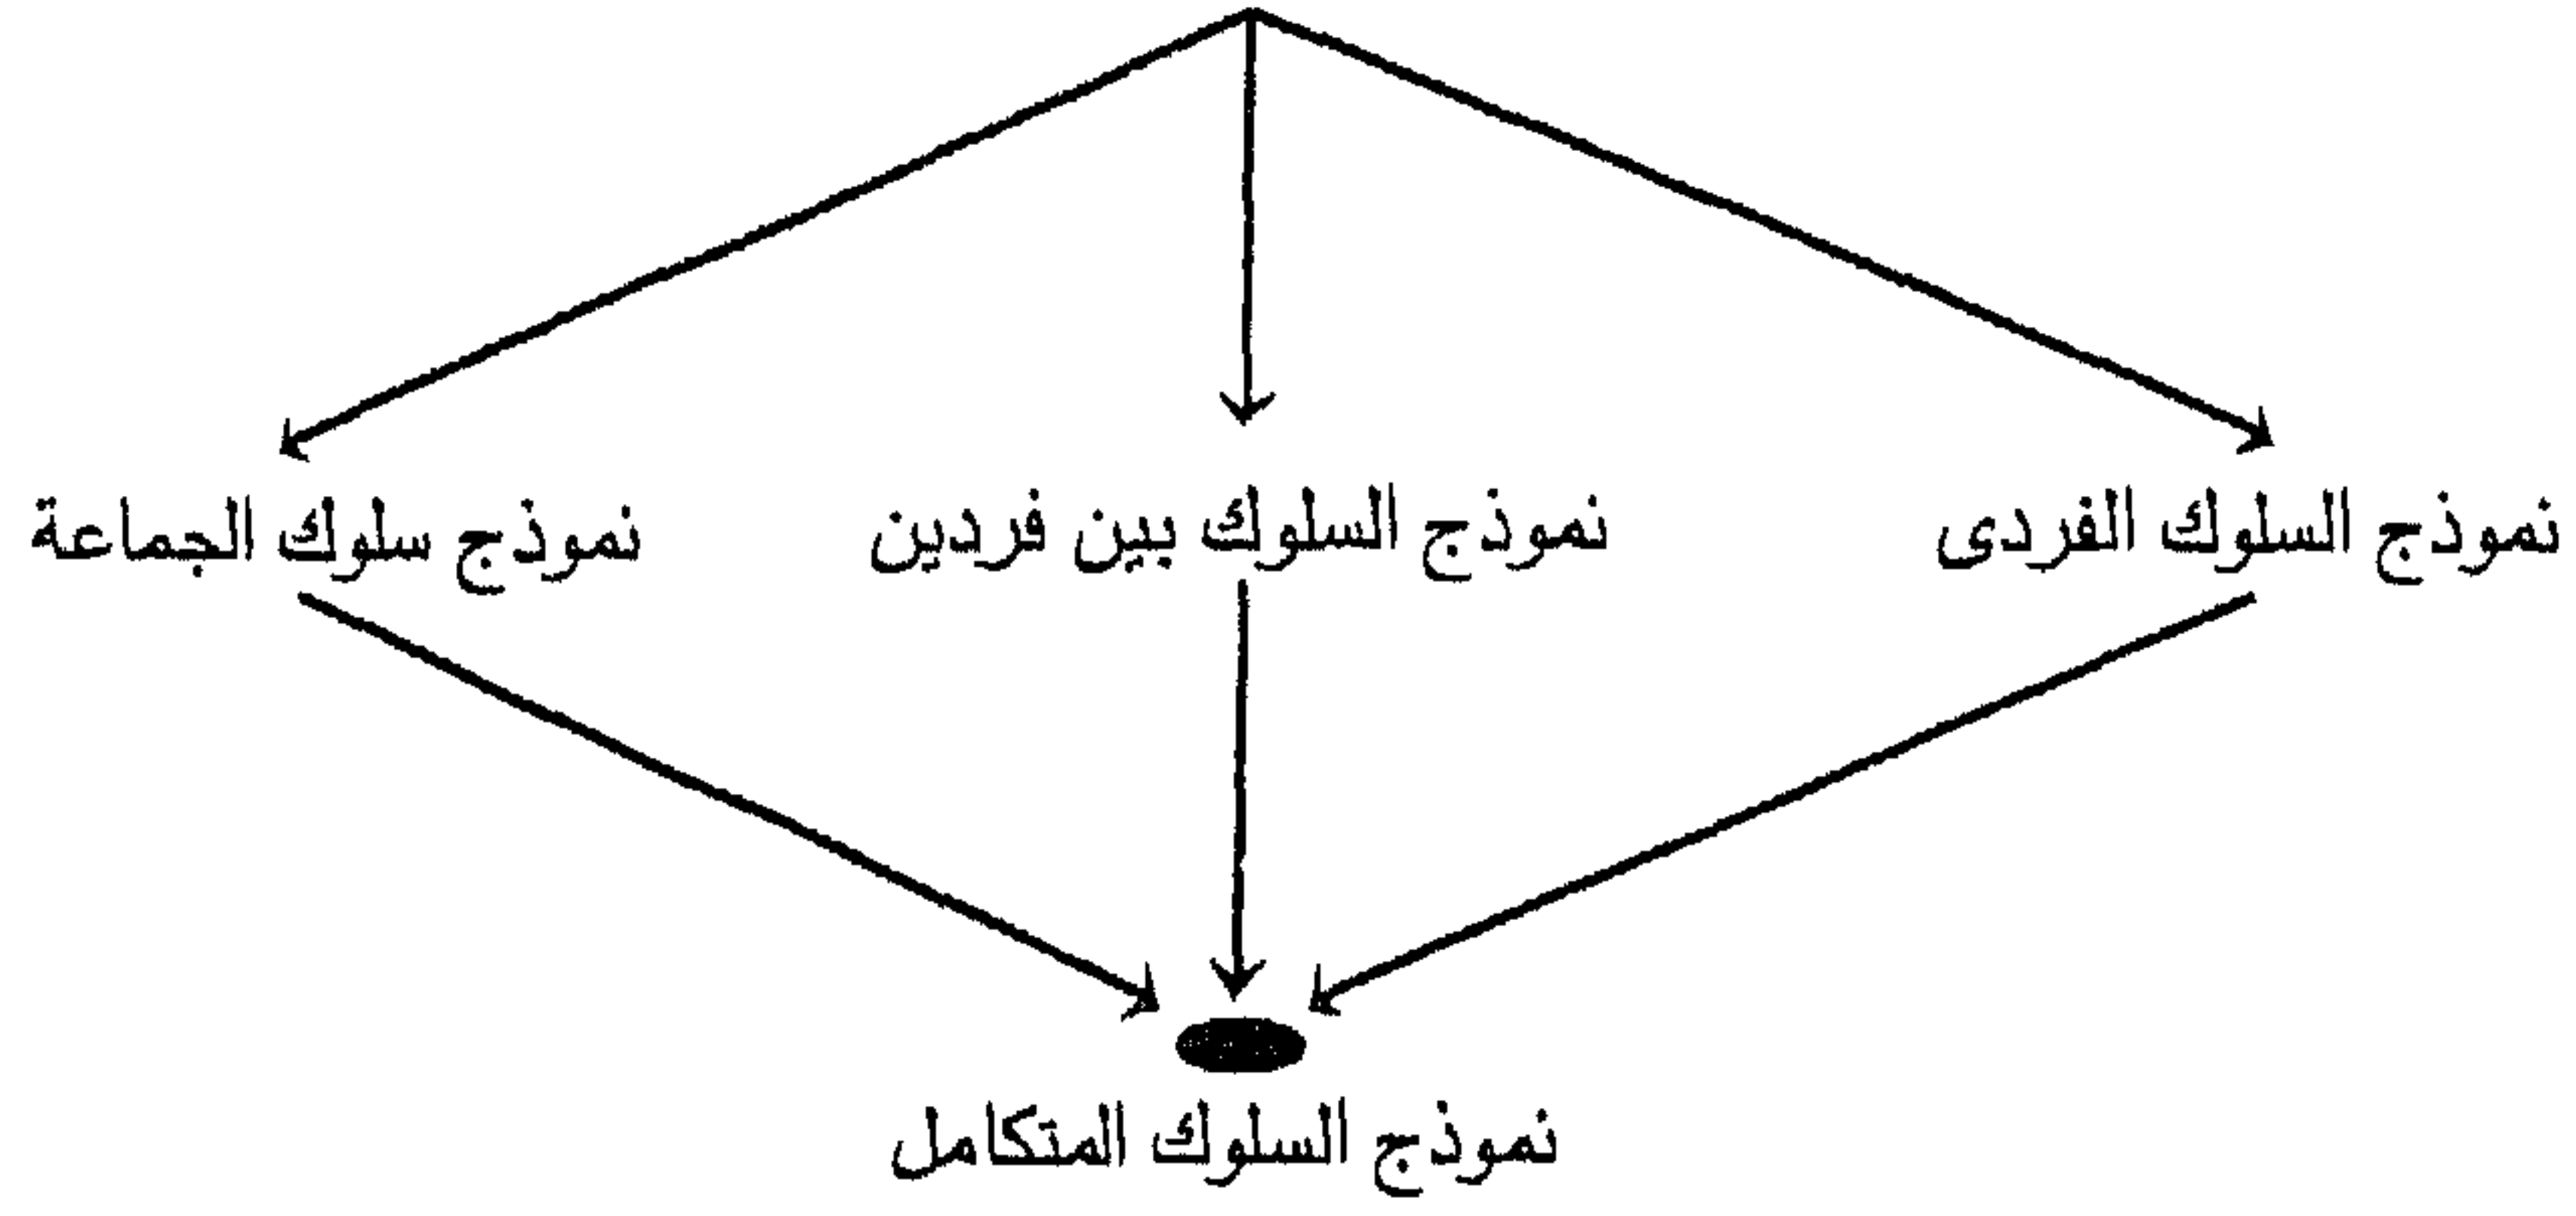 نموذج السلوك الفردى
نموذج السلوك بين فردين
نموذج سلوك الجماعة
نموذج السلوك المتكامل